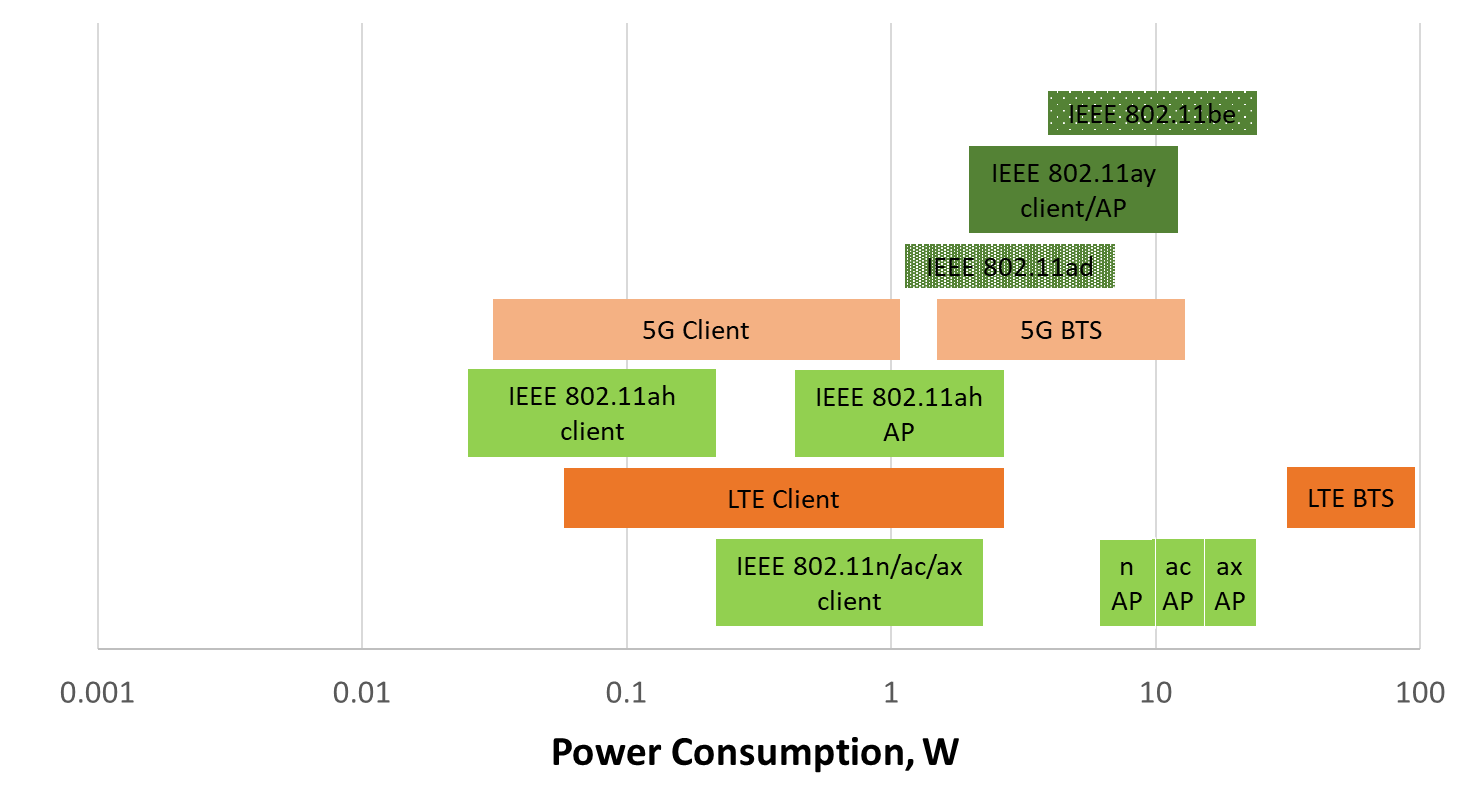 IEEE 802.11be
IEEE 802.11ay
client/AP
IEEE 802.11ad
5G Client
5G BTS
IEEE 802.11ah
client
IEEE 802.11ah
AP
LTE Client
LTE BTS
IEEE 802.11n/ac/ax
client
n
AP
ac
AP
ax
AP
0.001
0.01
0.1
1
10
100
Power Consumption, W